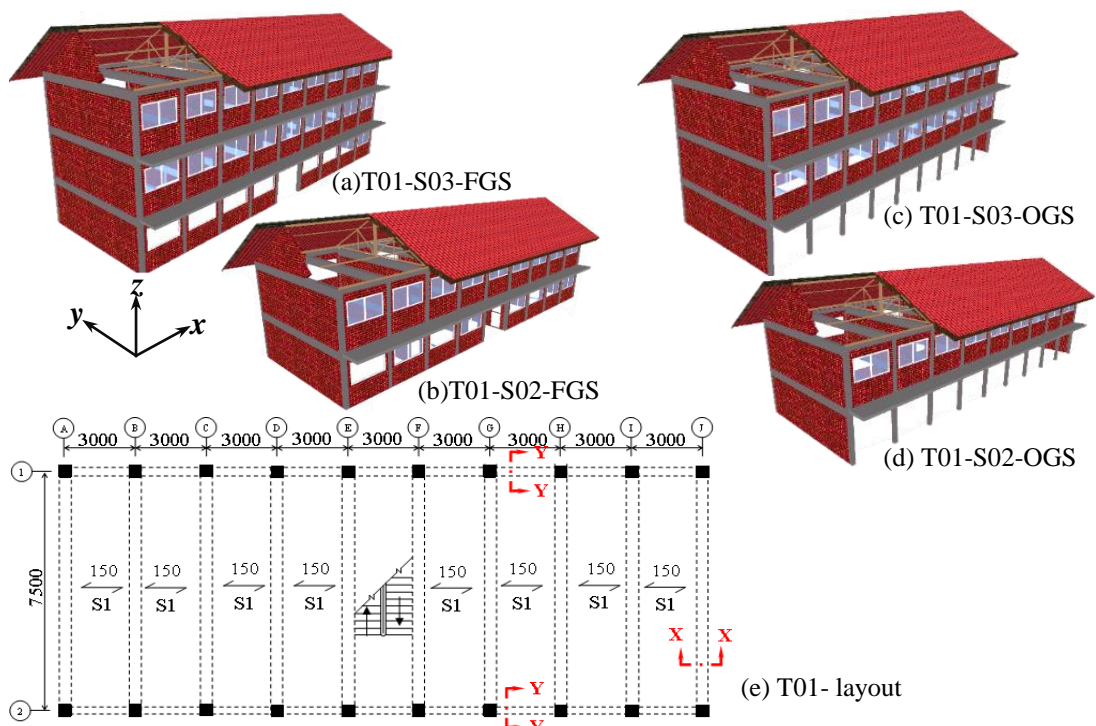 (a)T01-S03-FGS
(c) T01-S03-OGS
z
y
x
(b)T01-S02-FGS
(d) T01-S02-OGS
A B C D E F G H I J
3000 3000 3000 3000 3000 3000 3000 3000 3000
1
Y
Y
7500
150 150 150 150 150 150 150 150
S1 S1 S1 S1 S1 S1 S1 S1
X X
Y
Y
2
(e) T01- layout